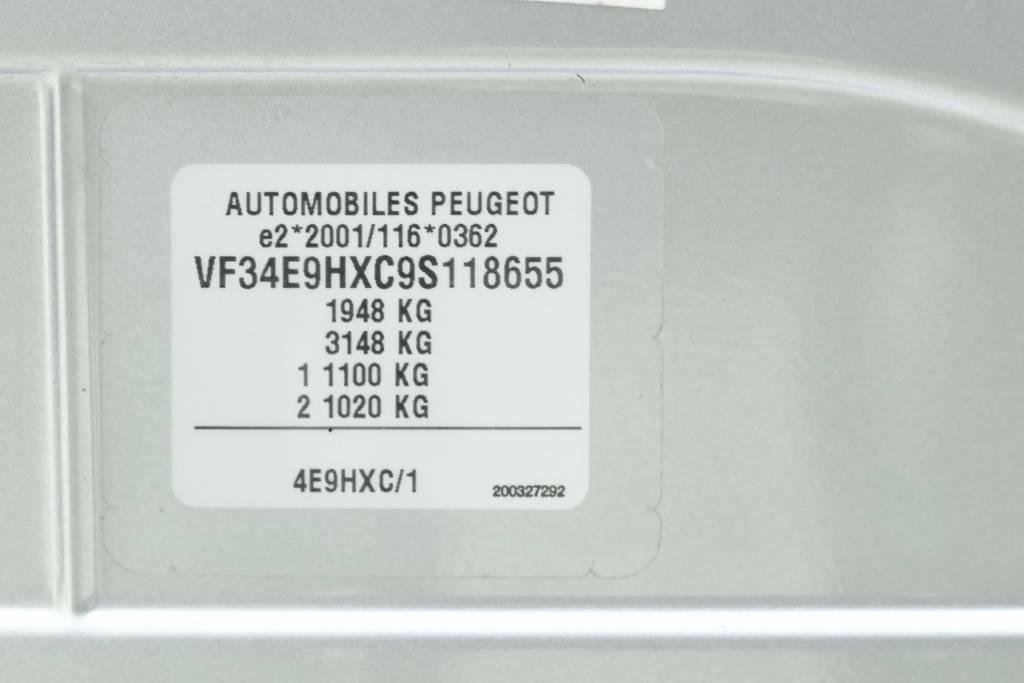 AUTOMOBILES PEUGEOT
e2*2001/116*0362
VF34E9HXC9S118655
1948 KG
3148 KG
1 1100 KG
2 1020 KG
4E9HXC/1
200327292